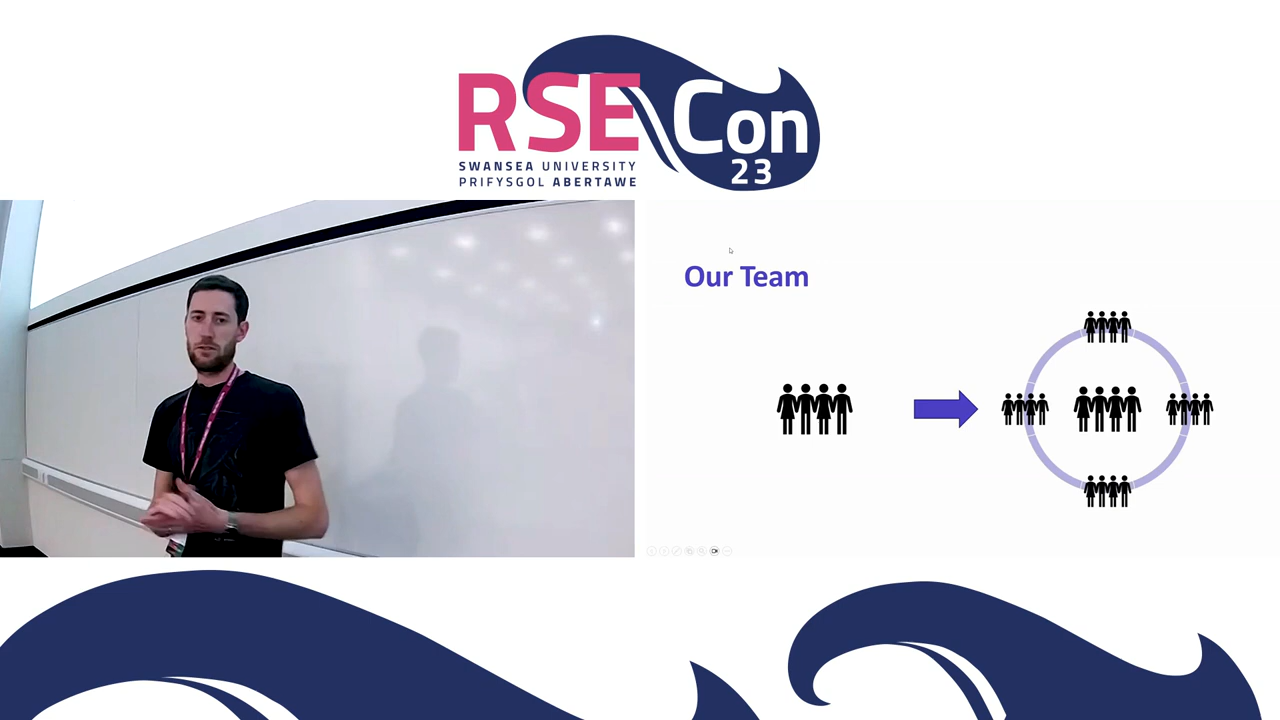 RSE Con
23
SWANSEA UNIVERSITY
PRIFYSGOL ABERTAWE
Our Team